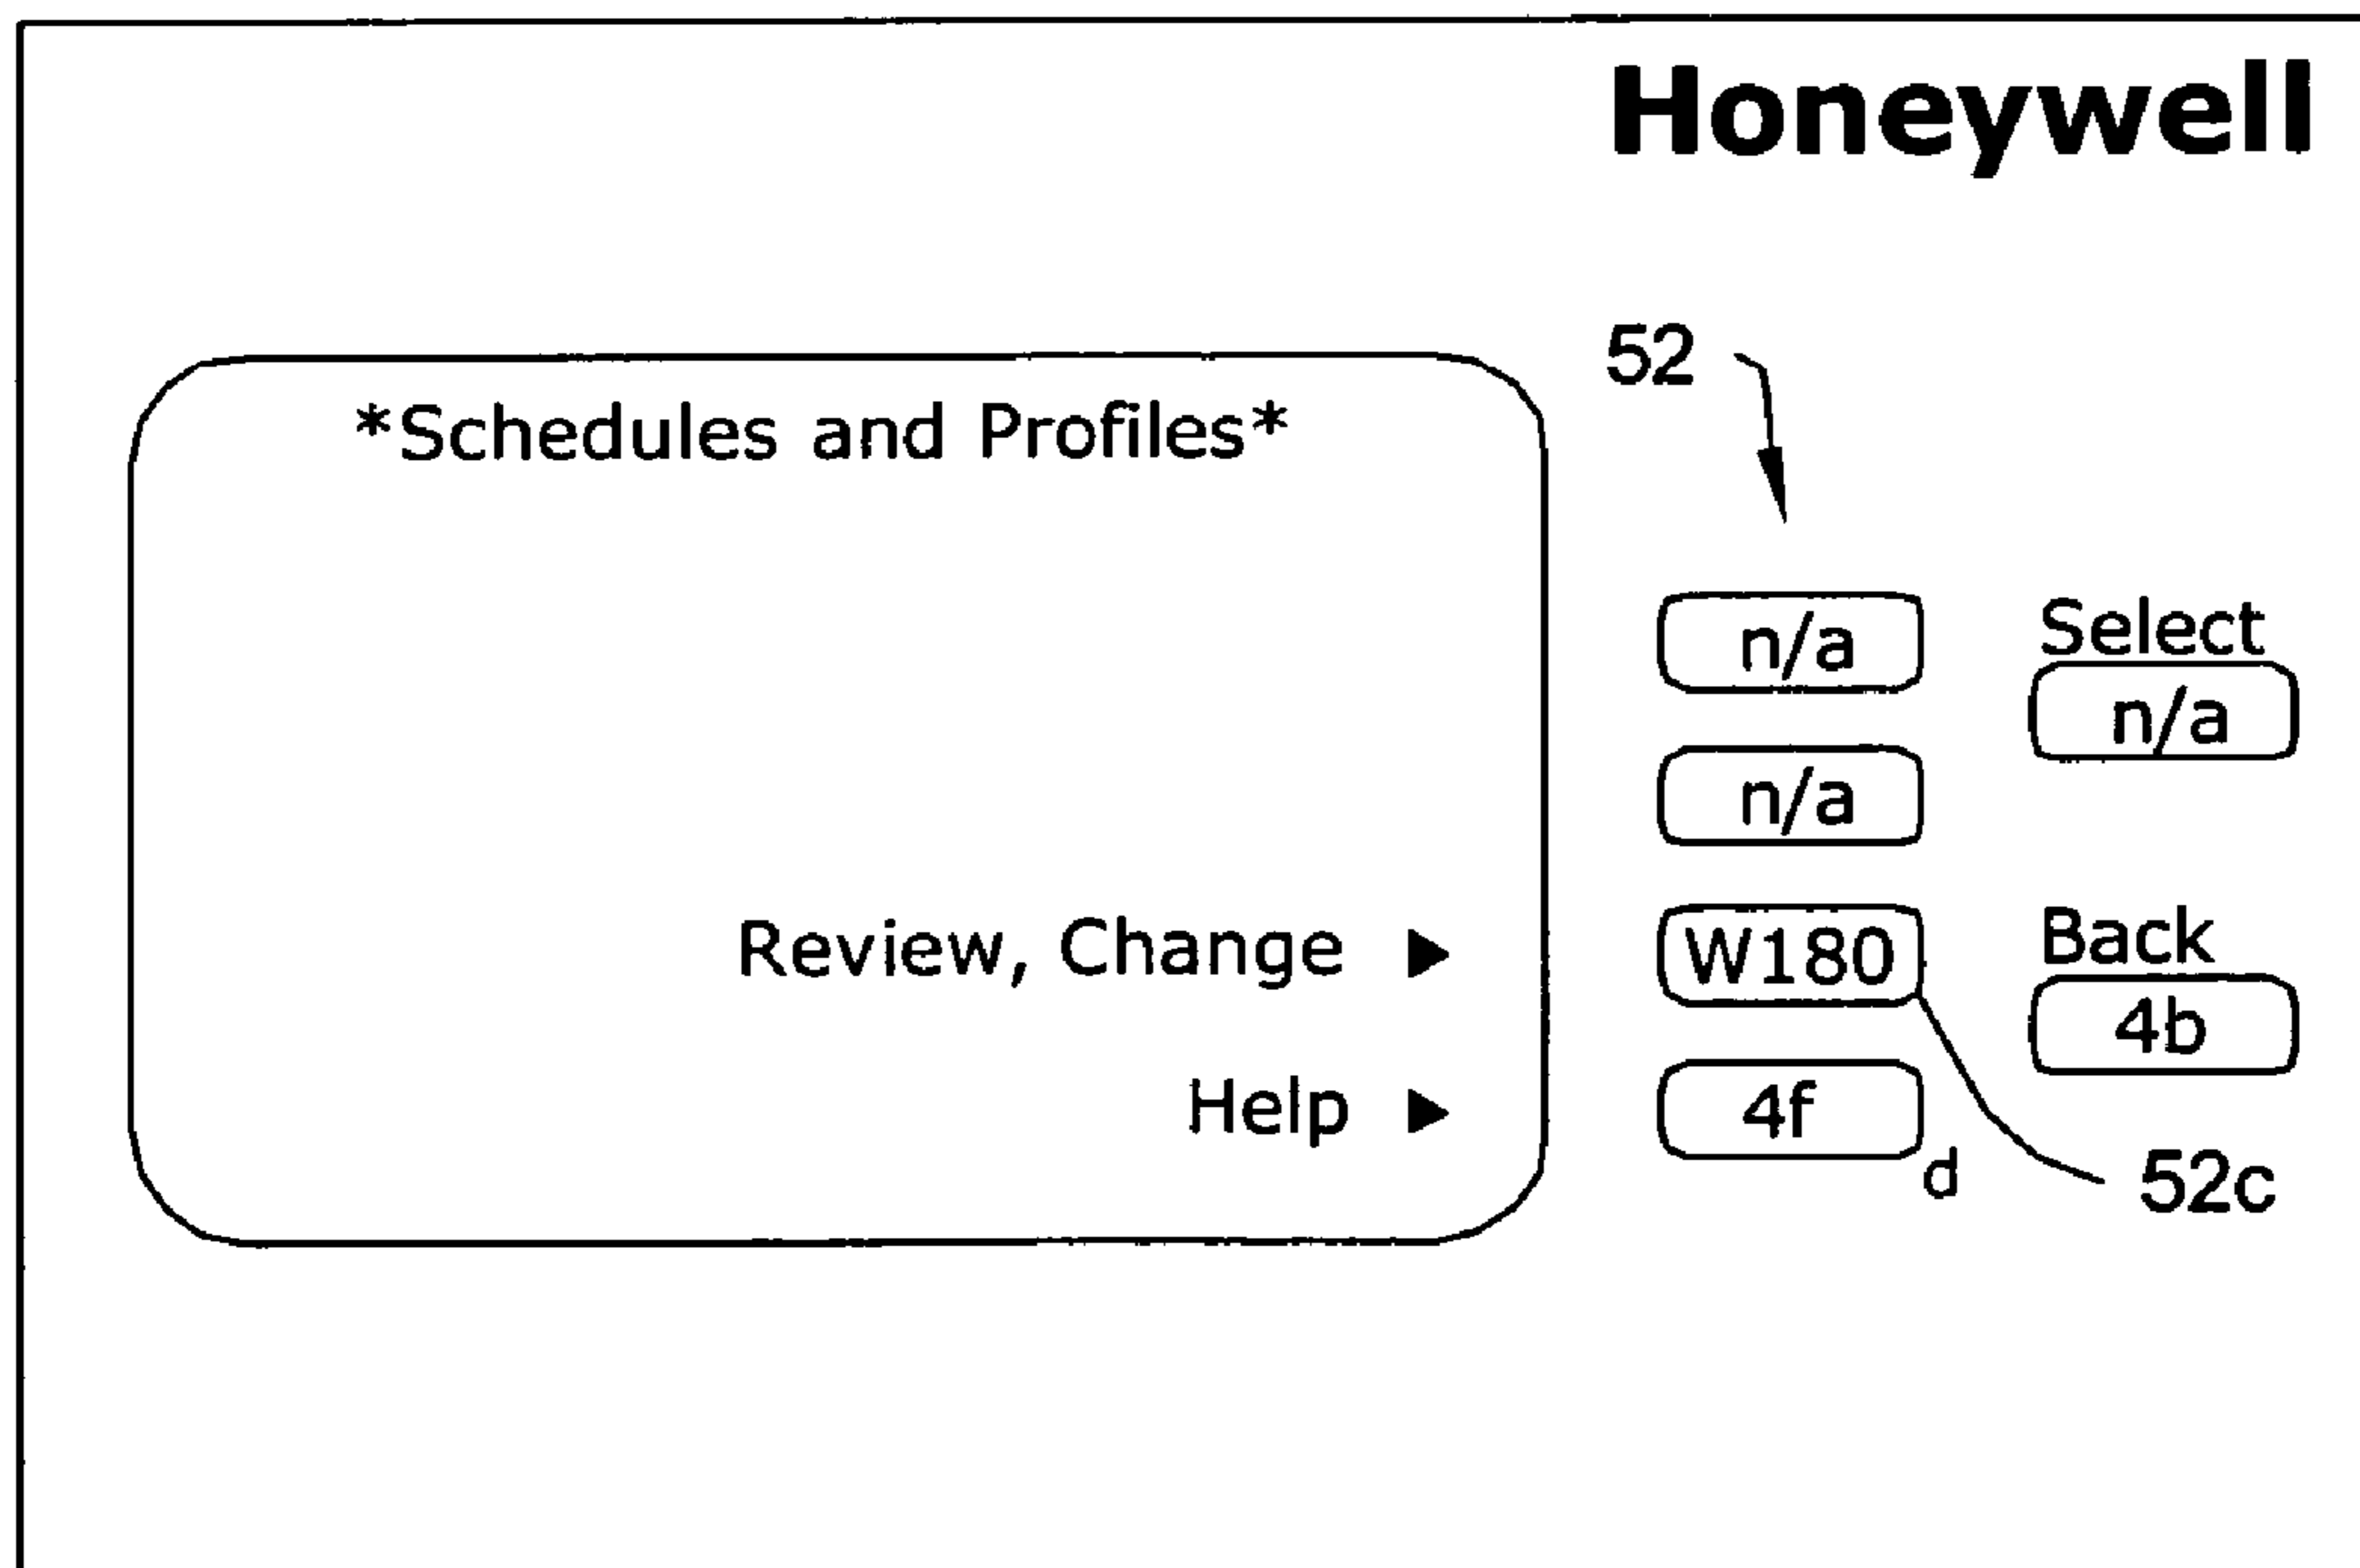 Honeywell
52
*Schedules and Profiles*
n/a
Select
n/a
n/a
Review, Change ▶
W180
Back
4b
Help ▶
4f
d
52c